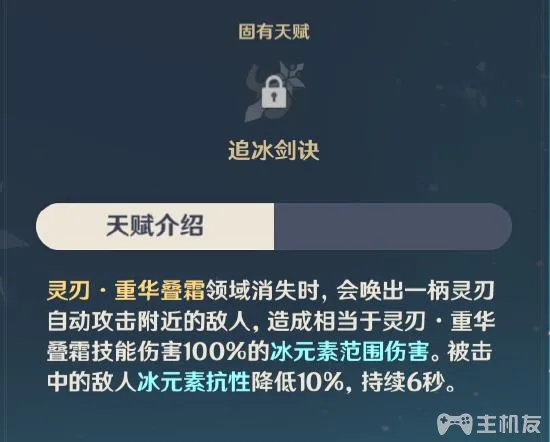 固有天赋
追冰剑诀
天赋介绍
灵刃·重华叠霜领域消失时，会唤出一柄灵刃
自动攻击附近的敌人，造成相当于灵刃·重华
叠霜技能伤害100%的冰元素范围伤害。被击
中的敌人冰元素抗性降低10%，持续6秒。
主机友